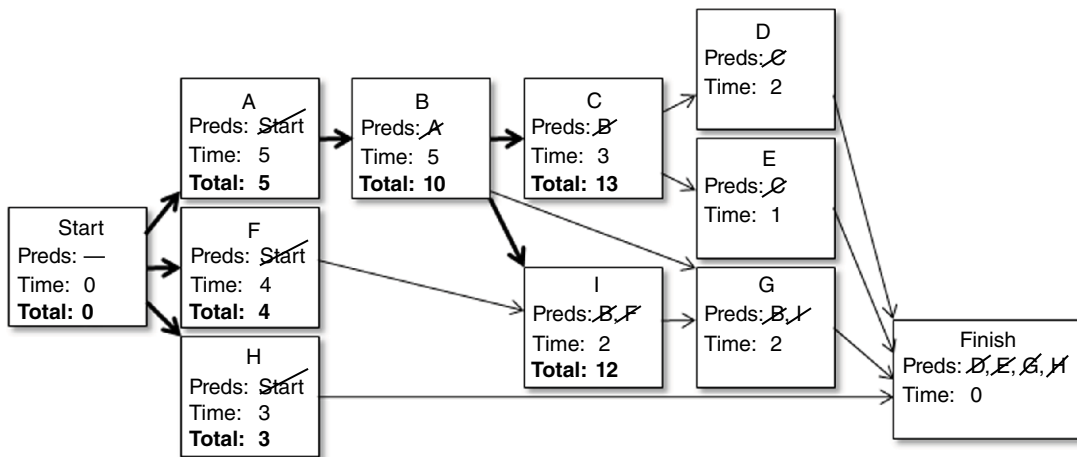 Start
Preds: —
Time: 0
Total: 0
A
Preds: Start
Time: 5
Total: 5
F
Preds: Start
Time: 4
Total: 4
H
Preds: Start
Time: 3
Total: 3
B
Preds: A
Time: 5
Total: 10
C
Preds: B
Time: 3
Total: 13
I
Preds: B, F
Time: 2
Total: 12
D
Preds: C
Time: 2
E
Preds: C
Time: 1
G
Preds: B, I
Time: 2
Finish
Preds: D, E, G, H
Time: 0